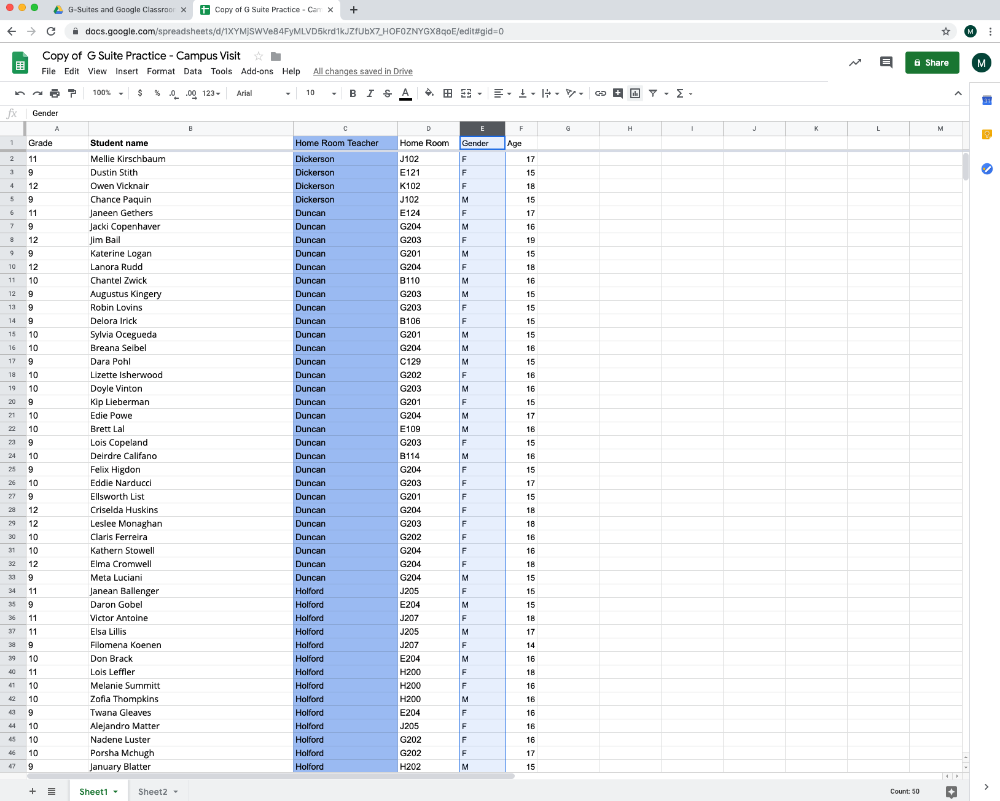 G-Suites and Google Classroom
Copy of G Suite Practice - Cam
docs.google.com/spreadsheets/d/1XYMjSWVe84FyMLVD5krd1kJZfUbX7_HOF0ZNYGX8qoE/edit#gid=0
M
Copy of G Suite Practice - Campus Visit
File Edit View Insert Format Data Tools Add-ons Help All changes saved in Drive
Share
M
100% $ % .0 .00 123 Arial 10 B I S A Σ
31
fx Gender
A B C D E F G H I J K L M
1 Grade Student name Home Room Teacher Home Room Gender Age
2 11 Mellie Kirschbaum Dickerson J102 F 17
3 9 Dustin Stith Dickerson E121 F 15
4 12 Owen Vicknair Dickerson K102 F 18
5 9 Chance Paquin Dickerson J102 M 15
6 11 Janeen Gethers Duncan E124 F 17
7 9 Jacki Copenhaver Duncan G204 M 16
8 12 Jim Bail Duncan G203 F 19
9 9 Katerine Logan Duncan G201 M 15
10 12 Lanora Rudd Duncan G204 F 18
11 10 Chantel Zwick Duncan B110 M 16
12 9 Augustus Kingery Duncan G203 M 15
13 9 Robin Lovins Duncan G203 F 15
14 9 Delora Irick Duncan B106 F 15
15 10 Sylvia Ocegueda Duncan G201 M 15
16 10 Breana Seibel Duncan G204 M 16
17 9 Dara Pohl Duncan C129 M 15
18 10 Lizette Isherwood Duncan G202 F 16
19 10 Doyle Vinton Duncan G203 M 16
20 9 Kip Lieberman Duncan G201 F 15
21 10 Edie Powe Duncan G204 M 17
22 10 Brett Lal Duncan E109 M 16
23 9 Lois Copeland Duncan G203 F 15
24 10 Deirdre Califano Duncan B114 M 16
25 9 Felix Higdon Duncan G204 F 15
26 10 Eddie Narducci Duncan G203 F 17
27 9 Ellsworth List Duncan G201 F 15
28 12 Criselda Huskins Duncan G204 F 18
29 12 Leslee Monaghan Duncan G203 F 18
30 10 Claris Ferreira Duncan G202 F 16
31 10 Kathern Stowell Duncan G204 F 16
32 12 Elma Cromwell Duncan G204 F 18
33 9 Meta Luciani Duncan G204 M 15
34 11 Janean Ballenger Holford J205 F 15
35 9 Daron Gobel Holford E204 M 15
36 11 Victor Antoine Holford J207 F 18
37 11 Elsa Lillis Holford J205 M 17
38 9 Filomena Koenen Holford J207 F 14
39 10 Don Brack Holford E204 M 16
40 11 Lois Leffler Holford H200 F 18
41 10 Melanie Summitt Holford H200 F 16
42 10 Zofia Thompkins Holford H200 M 16
43 9 Twana Gleaves Holford E204 F 16
44 10 Alejandro Matter Holford J205 F 16
45 10 Nadene Luster Holford G202 F 16
46 10 Porsha Mchugh Holford G202 F 17
47 9 January Blatter Holford H202 M 15
Sheet1 Sheet2 Count: 50